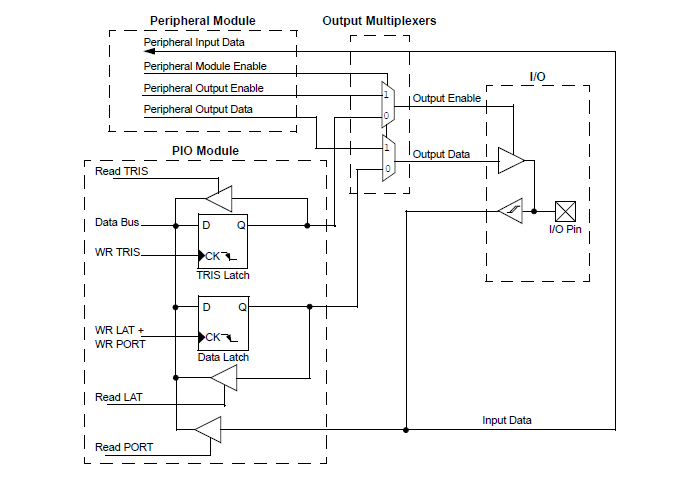 Peripheral Module
Output Multiplexers
Peripheral Input Data
Peripheral Module Enable
Peripheral Output Enable
Peripheral Output Data
1
0
Output Enable
1
0
Output Data
I/O
I/O Pin
PIO Module
Read TRIS
Data Bus
D Q
WR TRIS
CK
TRIS Latch
D Q
WR LAT +
WR PORT
CK
Data Latch
Read LAT
Read PORT
Input Data